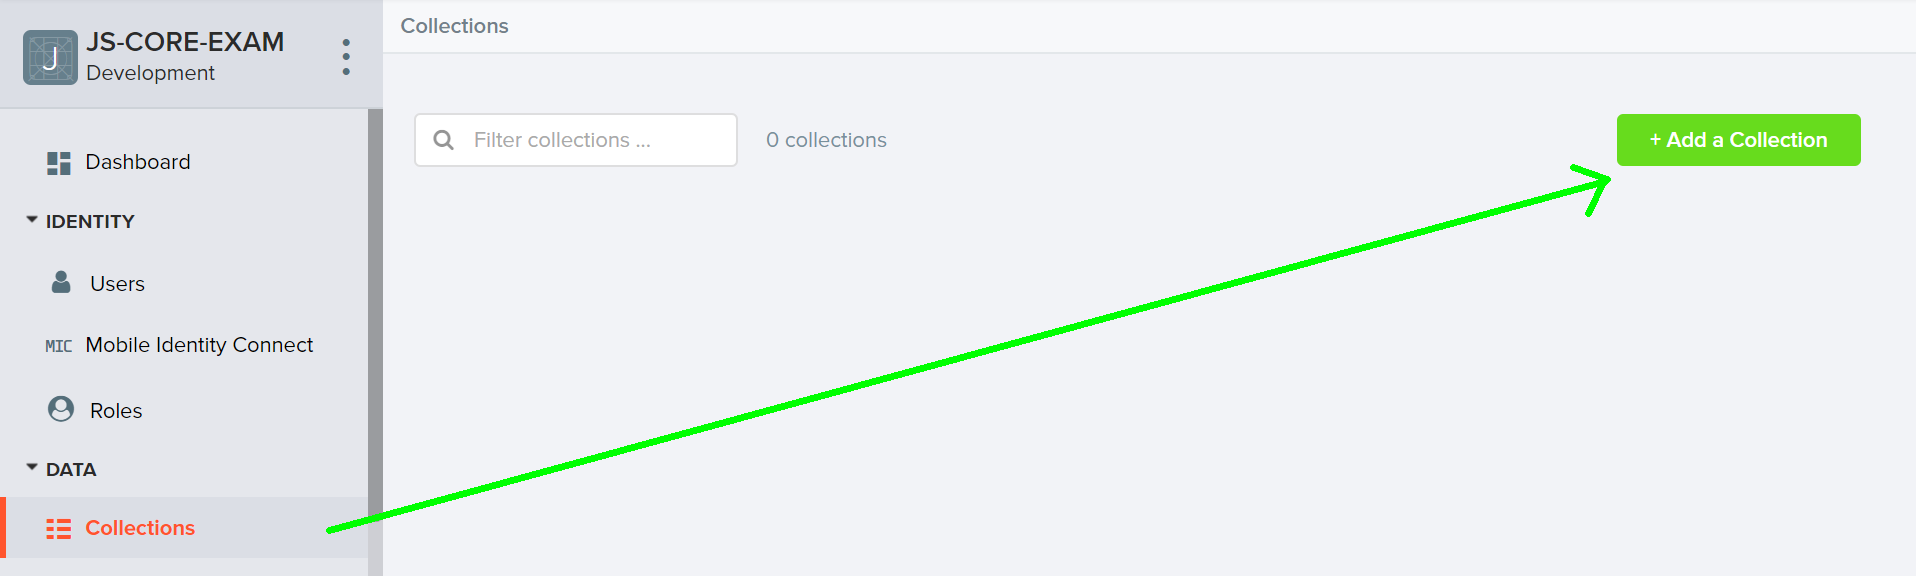 J
JS-CORE-EXAM
Development
Dashboard
IDENTITY
Users
MIC Mobile Identity Connect
Roles
DATA
Collections
Collections
Filter collections ...
0 collections
+ Add a Collection